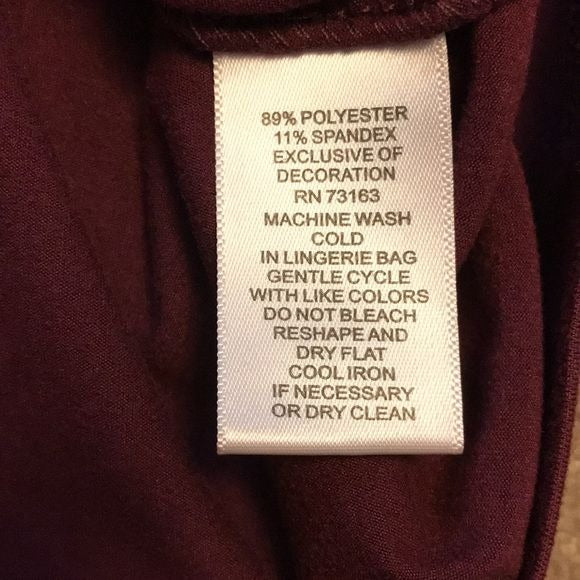 89% POLYESTER
11% SPANDEX
EXCLUSIVE OF
DECORATION
RN 73163
MACHINE WASH
COLD
IN LINGERIE BAG
GENTLE CYCLE
WITH LIKE COLORS
DO NOT BLEACH
RESHAPE AND
DRY FLAT
COOL IRON
IF NECESSARY
OR DRY CLEAN